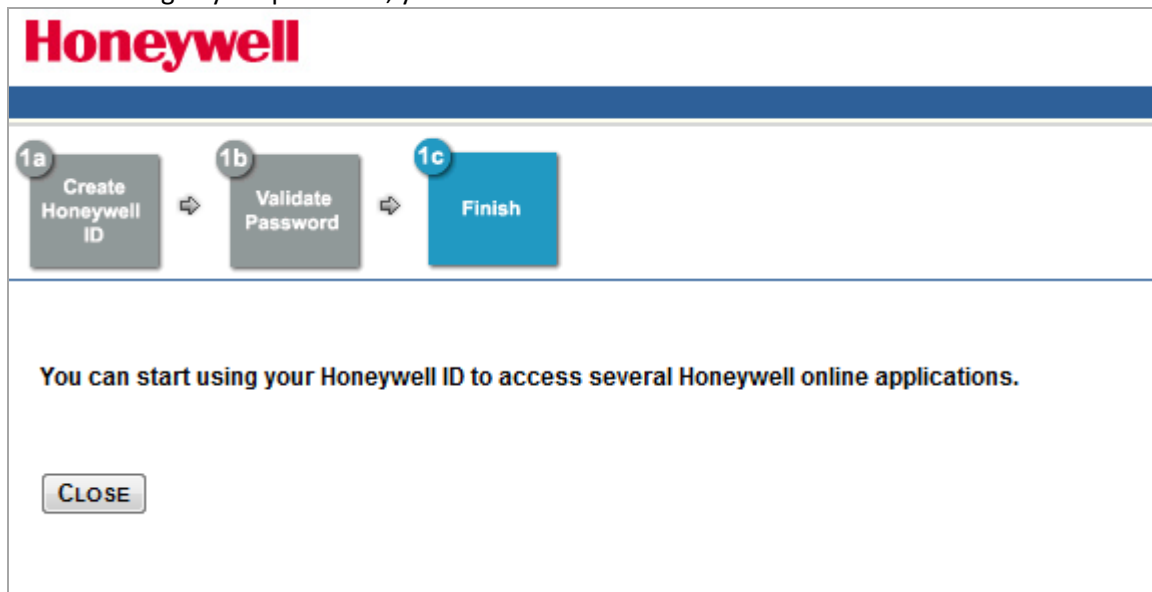 Honeywell
1a
Create
Honeywell
ID
1b
Validate
Password
1c
Finish
You can start using your Honeywell ID to access several Honeywell online applications.
CLOSE